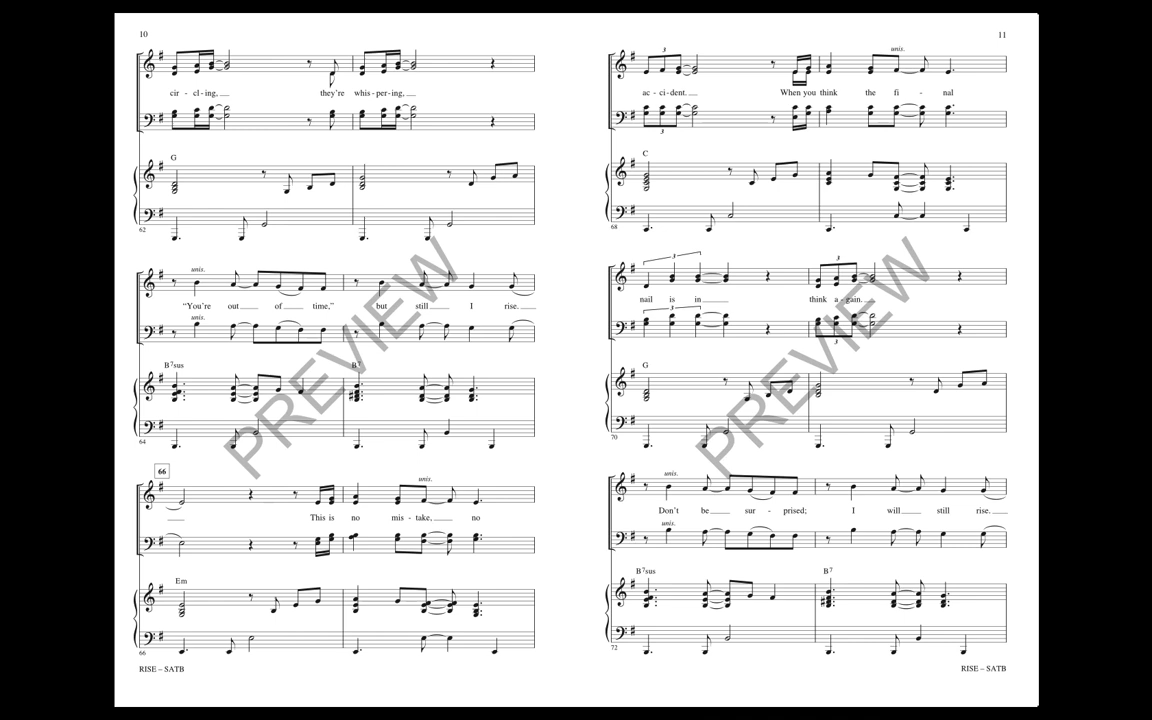 10
cir - cl - ing, they're whis - per - ing,
G
62
unis.
“You're out of time,” but still I rise.
unis.
B7sus B7
64
66
unis.
This is no mis - take, no
Em
66
RISE – SATB
11
3 unis.
ac - ci - dent. When you think the fi - nal
3
C
68
3 3
nail is in think a - gain.
3 3
G
70
unis.
Don't be sur - prised; I will still rise.
unis.
B7sus B7
72
RISE – SATB
PREVIEW
PREVIEW